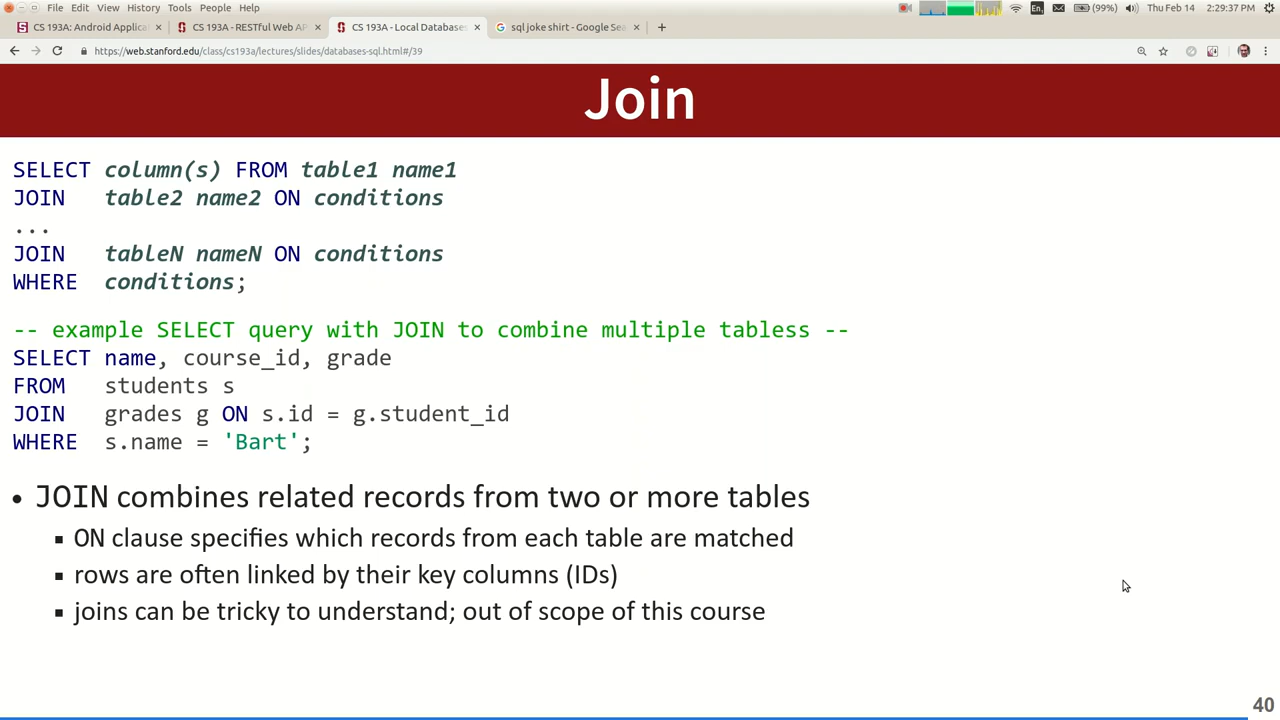 File Edit View History Tools People Help
En (99%) Thu Feb 14 2:29:37 PM
CS 193A: Android Applica × CS 193A - RESTful Web AP × CS 193A - Local Databases × sql joke shirt - Google Sea ×
https://web.stanford.edu/class/cs193a/lectures/slides/databases-sql.html#/39
Join
SELECT column(s) FROM table1 name1
JOIN table2 name2 ON conditions
...
JOIN tableN nameN ON conditions
WHERE conditions;
-- example SELECT query with JOIN to combine multiple tabless --
SELECT name, course_id, grade
FROM students s
JOIN grades g ON s.id = g.student_id
WHERE s.name = 'Bart';
• JOIN combines related records from two or more tables
▪ ON clause specifies which records from each table are matched
▪ rows are often linked by their key columns (IDs)
▪ joins can be tricky to understand; out of scope of this course
40